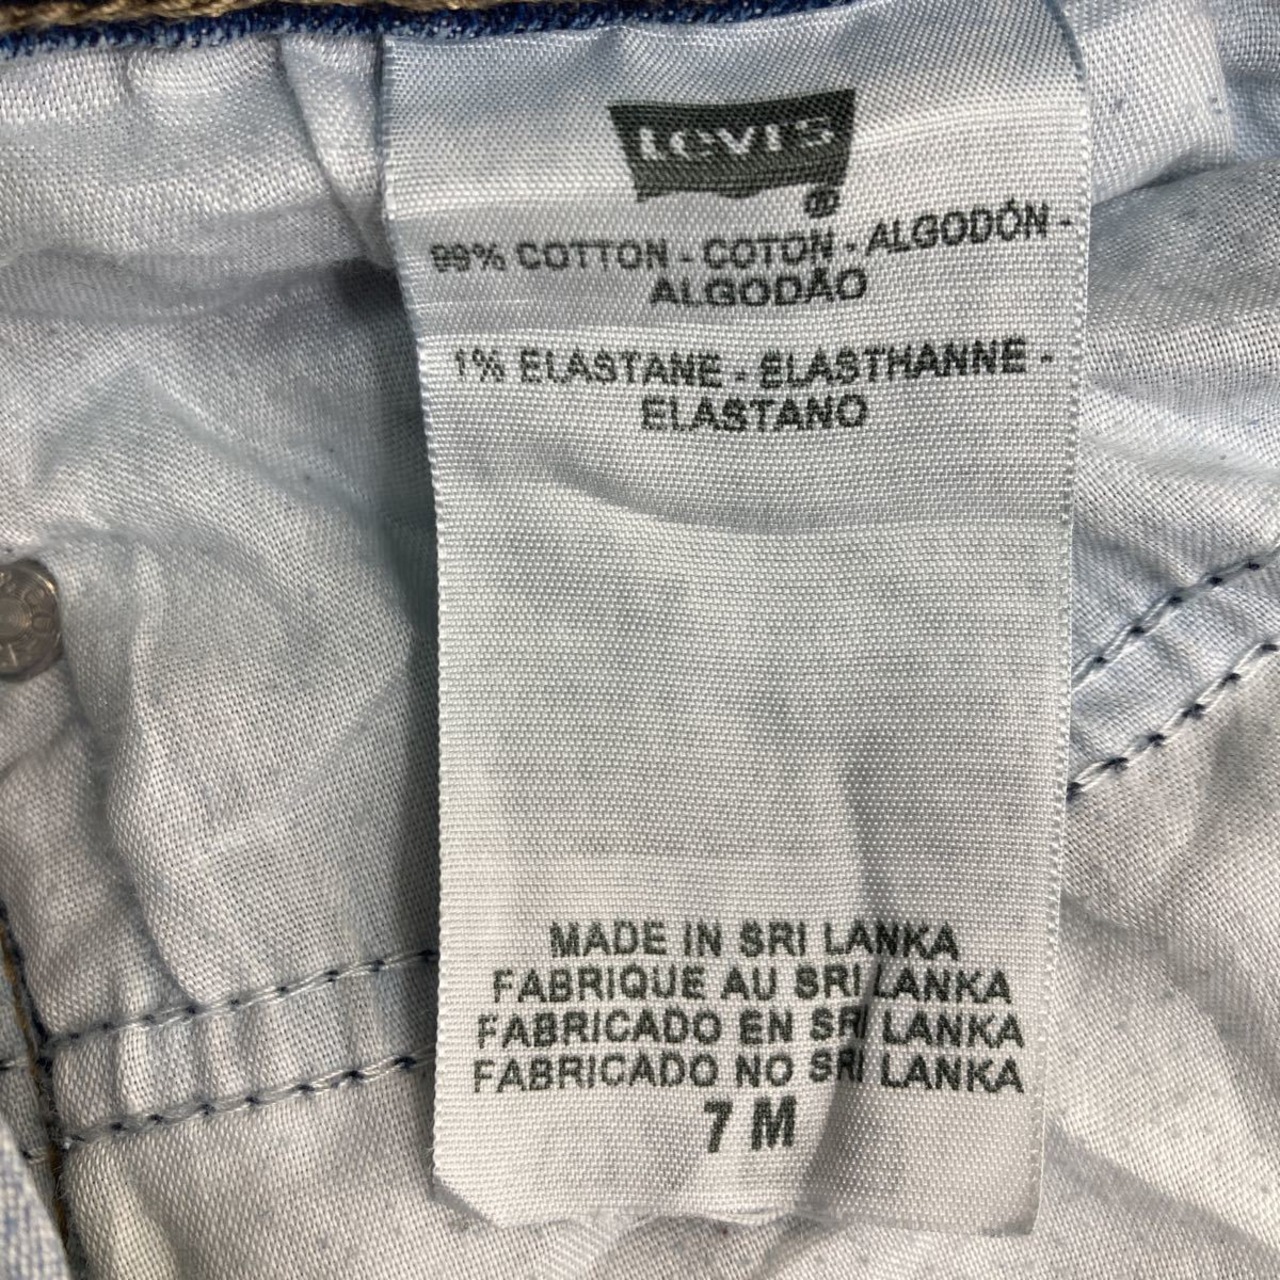 Levi's
®
99% COTTON - COTON - ALGODÓN -
ALGODÃO
1% ELASTANE - ÉLASTHANNE -
ELASTANO
MADE IN SRI LANKA
FABRIQUE AU SRI LANKA
FABRICADO EN SRI LANKA
FABRICADO NO SRI LANKA
7 M